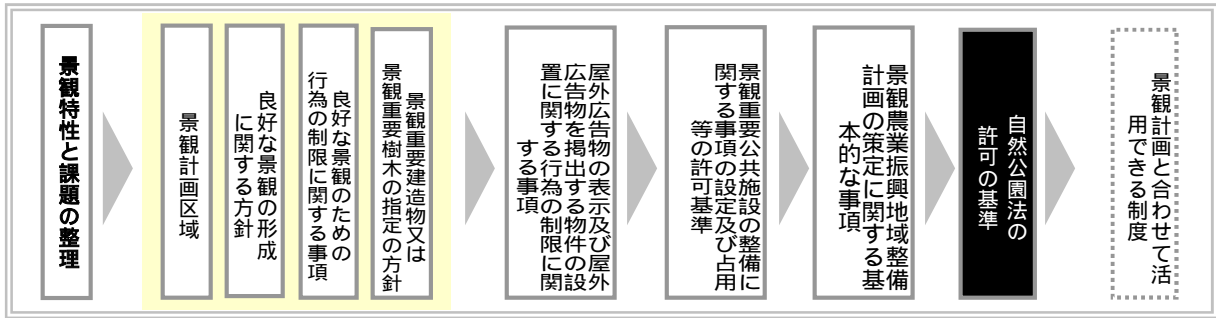 景観特性と課題の整理
景観計画区域
良好な景観の形成
に関する方針
良好な景観のための
行為の制限に関する事項
景観重要建造物又は
景観重要樹木の指定の方針
屋外広告物の表示及び屋外
広告物を掲出する物件の設
置に関する行為の制限に関
する事項
景観重要公共施設の整備に
関する事項の設定及び占用
等の許可基準
景観農業振興地域整備
計画の策定に関する基
本的な事項
自然公園法の
許可の基準
景観計画と合わせて活
用できる制度